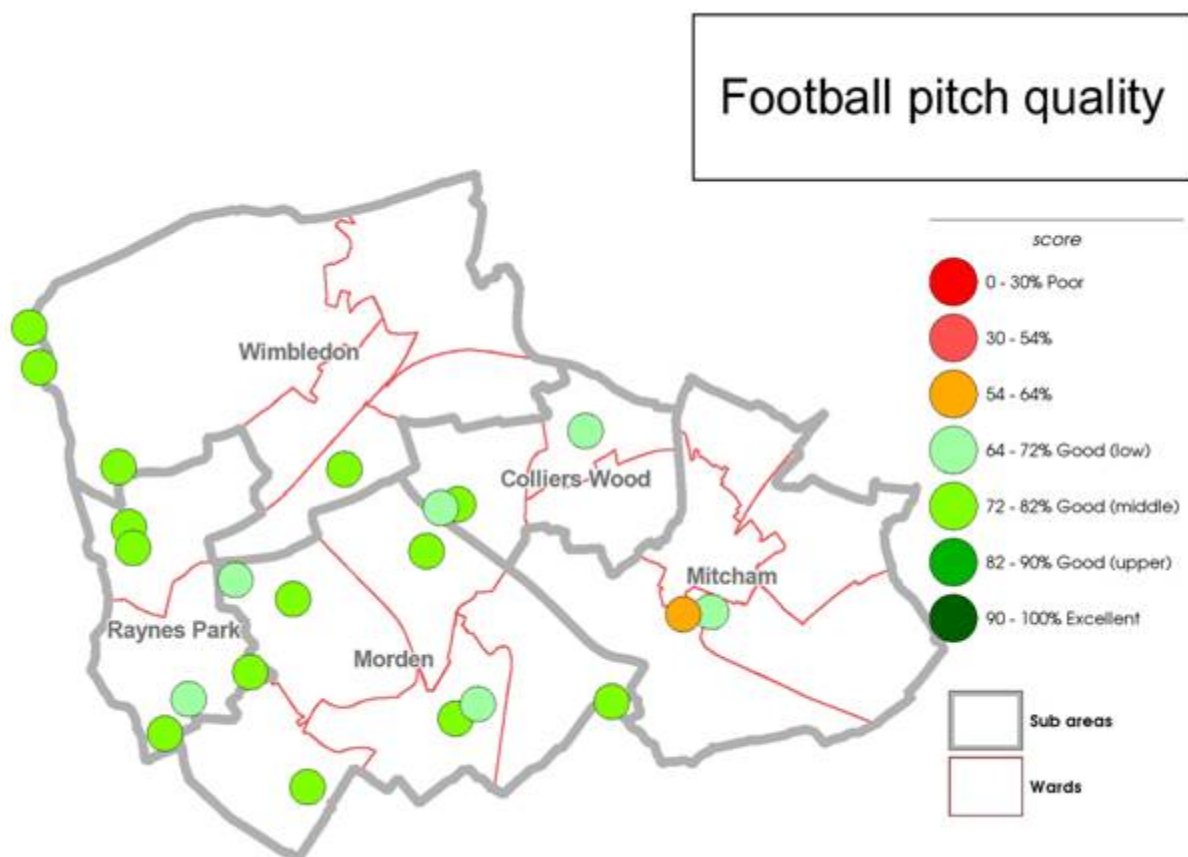 Football pitch quality
score
0 - 30% Poor
30 - 54%
54 - 64%
64 - 72% Good (low)
72 - 82% Good (middle)
82 - 90% Good (upper)
90 - 100% Excellent
Sub areas
Wards
Wimbledon
Colliers Wood
Mitcham
Raynes Park
Morden